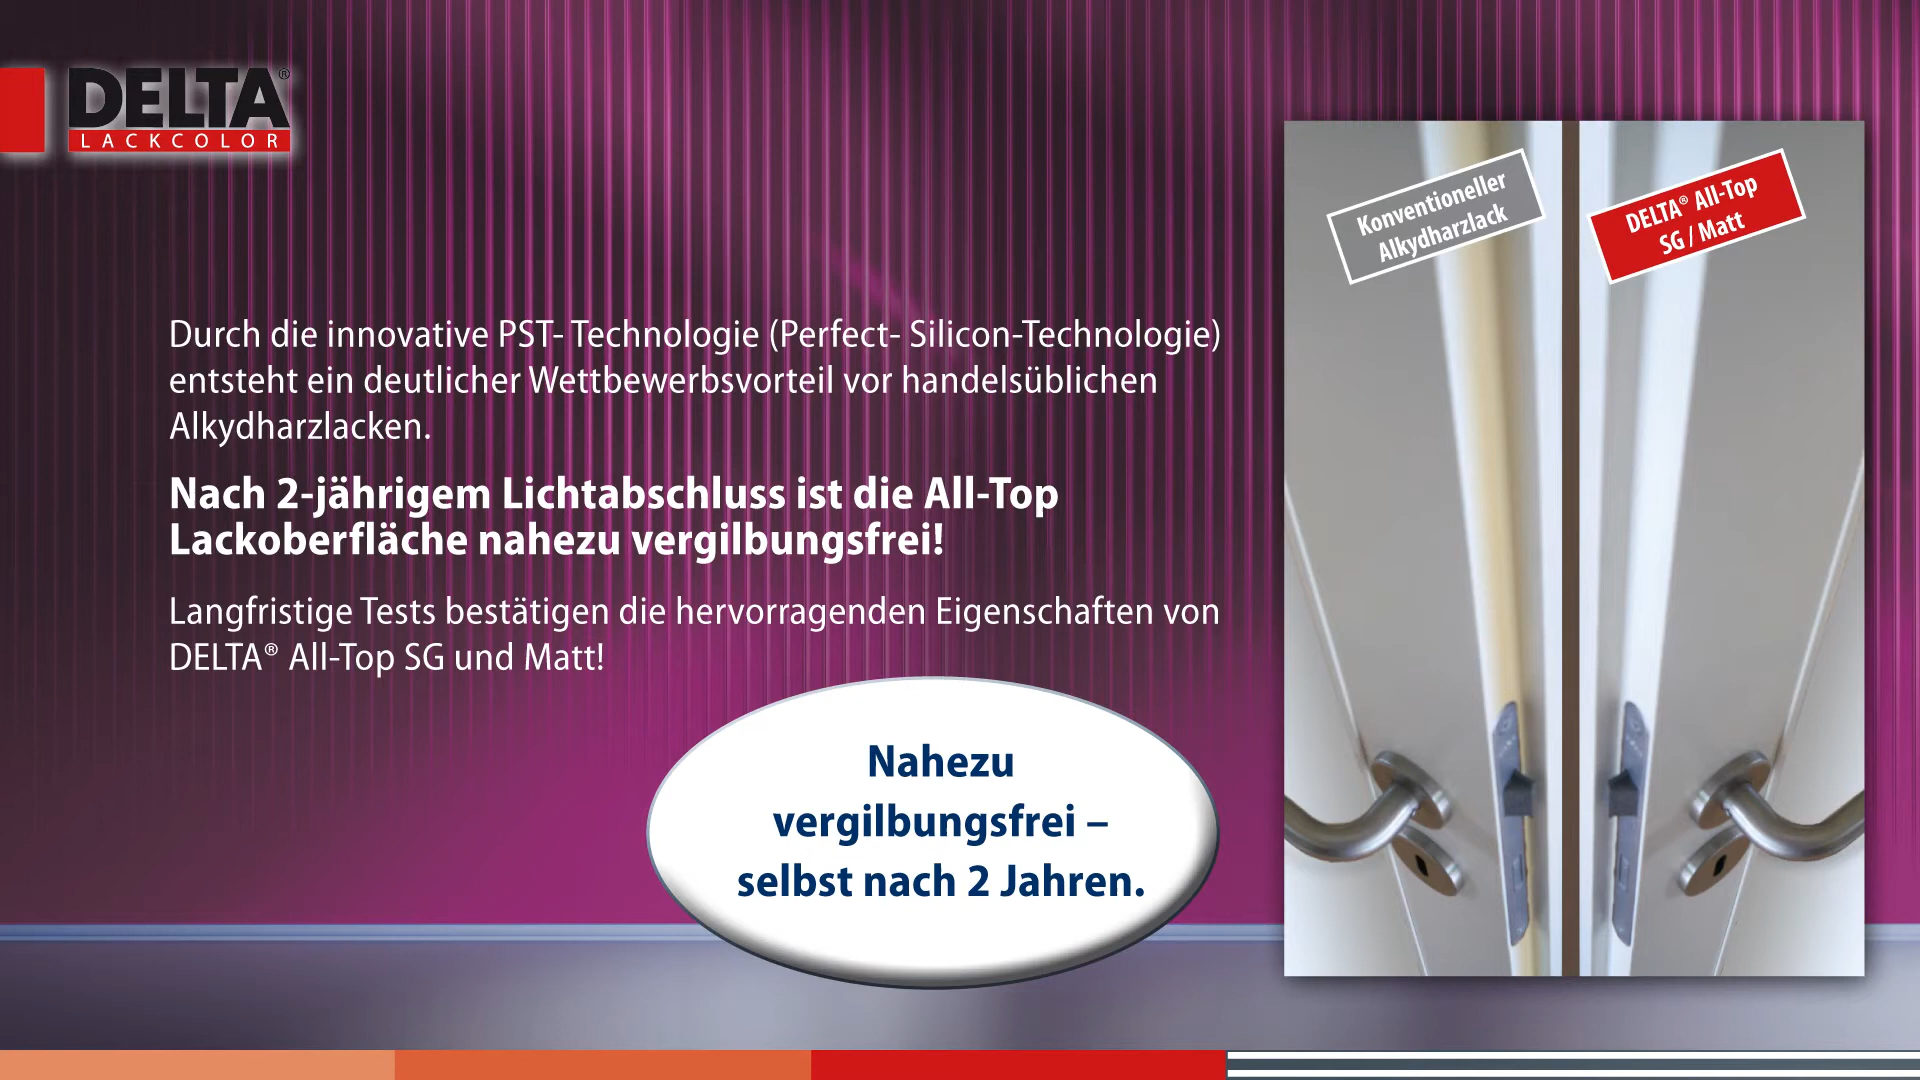 DELTA®
LACKCOLOR
Konventioneller
Alkydharzlack
DELTA® All-Top
SG / Matt
Durch die innovative PST- Technologie (Perfect- Silicon-Technologie)
entsteht ein deutlicher Wettbewerbsvorteil vor handelsüblichen
Alkydharzlacken.
Nach 2-jährigem Lichtabschluss ist die All-Top
Lackoberfläche nahezu vergilbungsfrei!
Langfristige Tests bestätigen die hervorragenden Eigenschaften von
DELTA® All-Top SG und Matt!
Nahezu
vergilbungsfrei –
selbst nach 2 Jahren.